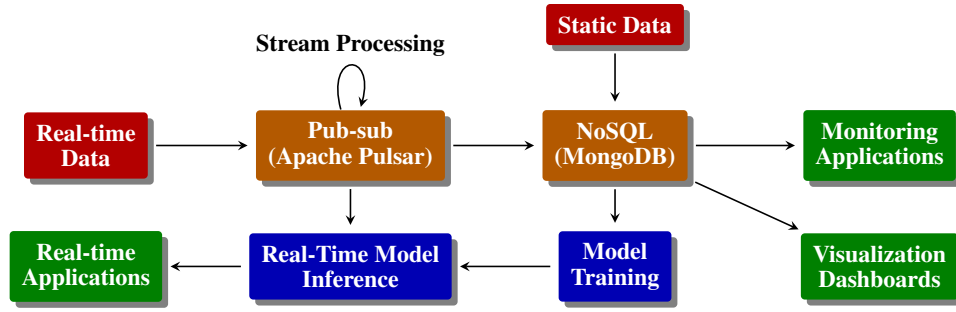 Static Data
Stream Processing
Real-time
Data
Pub-sub
(Apache Pulsar)
NoSQL
(MongoDB)
Monitoring
Applications
Real-time
Applications
Real-Time Model
Inference
Model
Training
Visualization
Dashboards